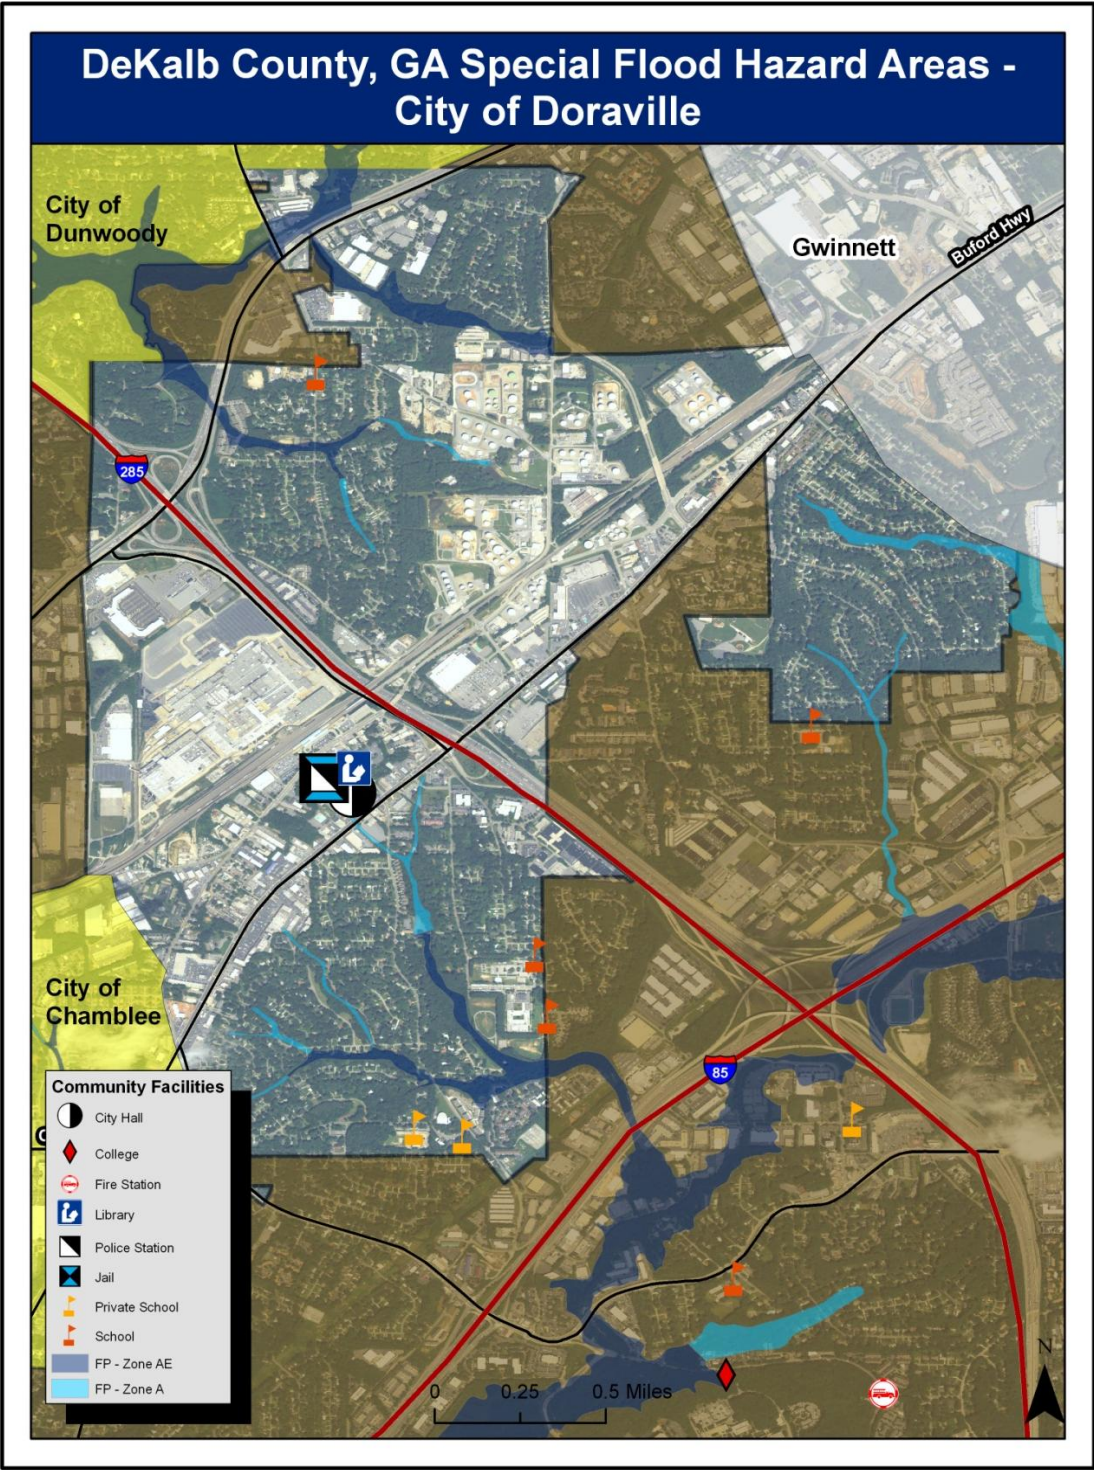 DeKalb County, GA Special Flood Hazard Areas -
City of Doraville
City of
Dunwoody
Gwinnett
Buford Hwy
285
City of
Chamblee
85
Community Facilities
City Hall
College
Fire Station
Library
Police Station
Jail
Private School
School
FP - Zone AE
FP - Zone A
0 0.25 0.5 Miles
N